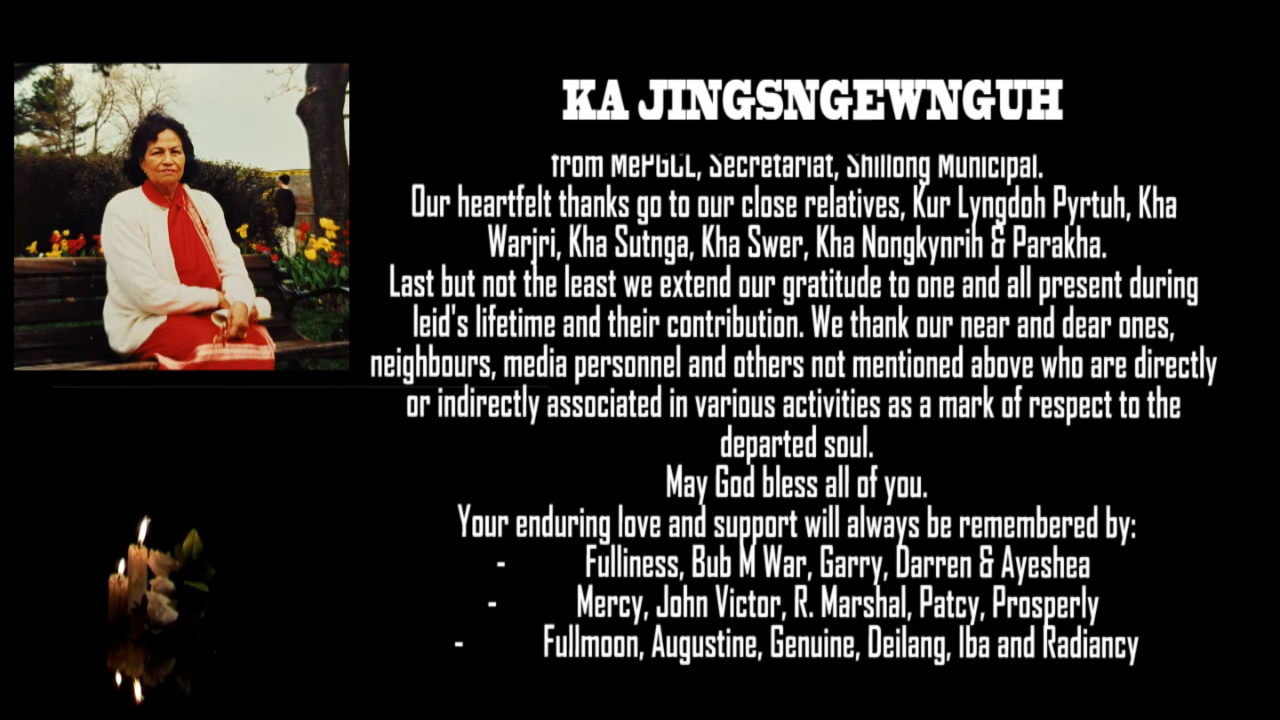 KA JINGSNGEWNGUH
from MePGCL, Secretariat, Shillong Municipal.
Our heartfelt thanks go to our close relatives, Kur Lyngdoh Pyrtuh, Kha
Warjri, Kha Sutnga, Kha Swer, Kha Nongkynrih & Parakha.
Last but not the least we extend our gratitude to one and all present during
leid's lifetime and their contribution. We thank our near and dear ones,
neighbours, media personnel and others not mentioned above who are directly
or indirectly associated in various activities as a mark of respect to the
departed soul.
May God bless all of you.
Your enduring love and support will always be remembered by:
- Fulliness, Bub M War, Garry, Darren & Ayeshea
- Mercy, John Victor, R. Marshal, Patcy, Prosperly
- Fullmoon, Augustine, Genuine, Deilang, Iba and Radiancy